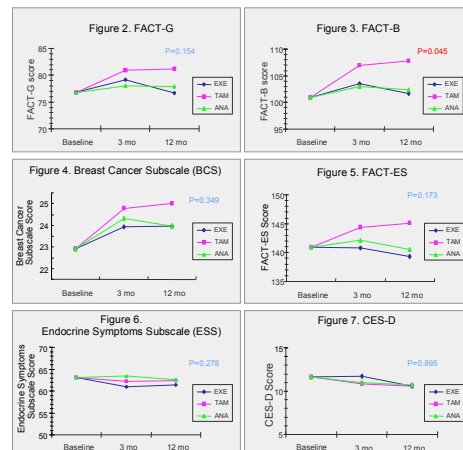 Figure 2. FACT-G
P=0.154
FACT-G score
85
80
75
70
EXE
TAM
ANA
Baseline 3 mo 12 mo
Figure 3. FACT-B
P=0.045
FACT-B score
110
105
100
95
EXE
TAM
ANA
Baseline 3 mo 12 mo
Figure 4. Breast Cancer Subscale (BCS)
P=0.349
Breast Cancer
Subscale Score
25
24
23
22
EXE
TAM
ANA
Baseline 3 mo 12 mo
Figure 5. FACT-ES
P=0.173
FACT-ES Score
150
145
140
135
EXE
TAM
ANA
Baseline 3 mo 12 mo
Figure 6.
Endocrine Symptoms Subscale (ESS)
P=0.278
Endocrine Symptoms
Subscale Score
70
65
60
55
50
EXE
TAM
ANA
Baseline 3 mo 12 mo
Figure 7. CES-D
P=0.895
CES-D Score
15
10
5
EXE
TAM
ANA
Baseline 3 mo 12 mo